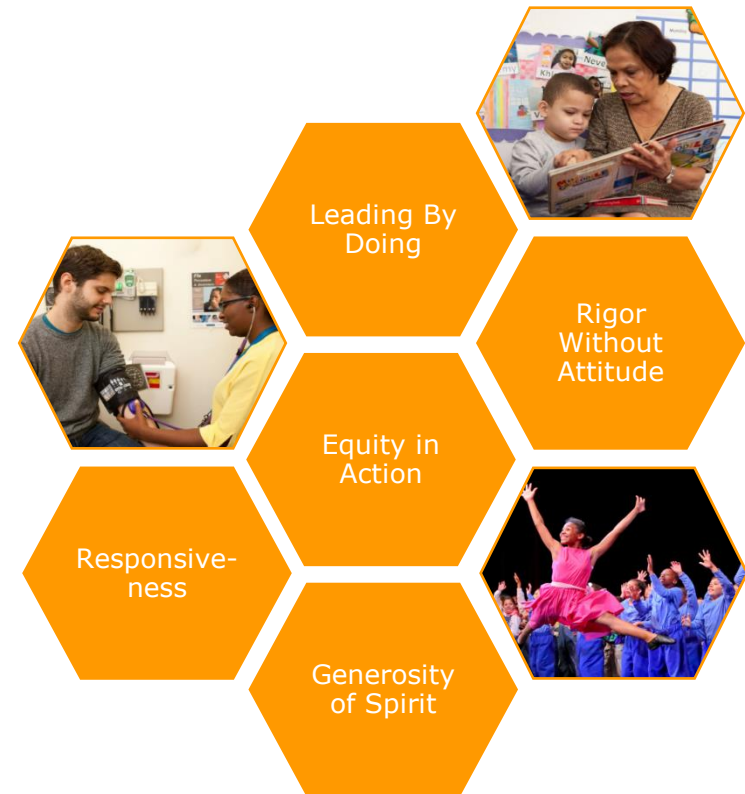 Leading By
Doing
Rigor
Without
Attitude
Equity in
Action
Responsive-
ness
Generosity
of Spirit